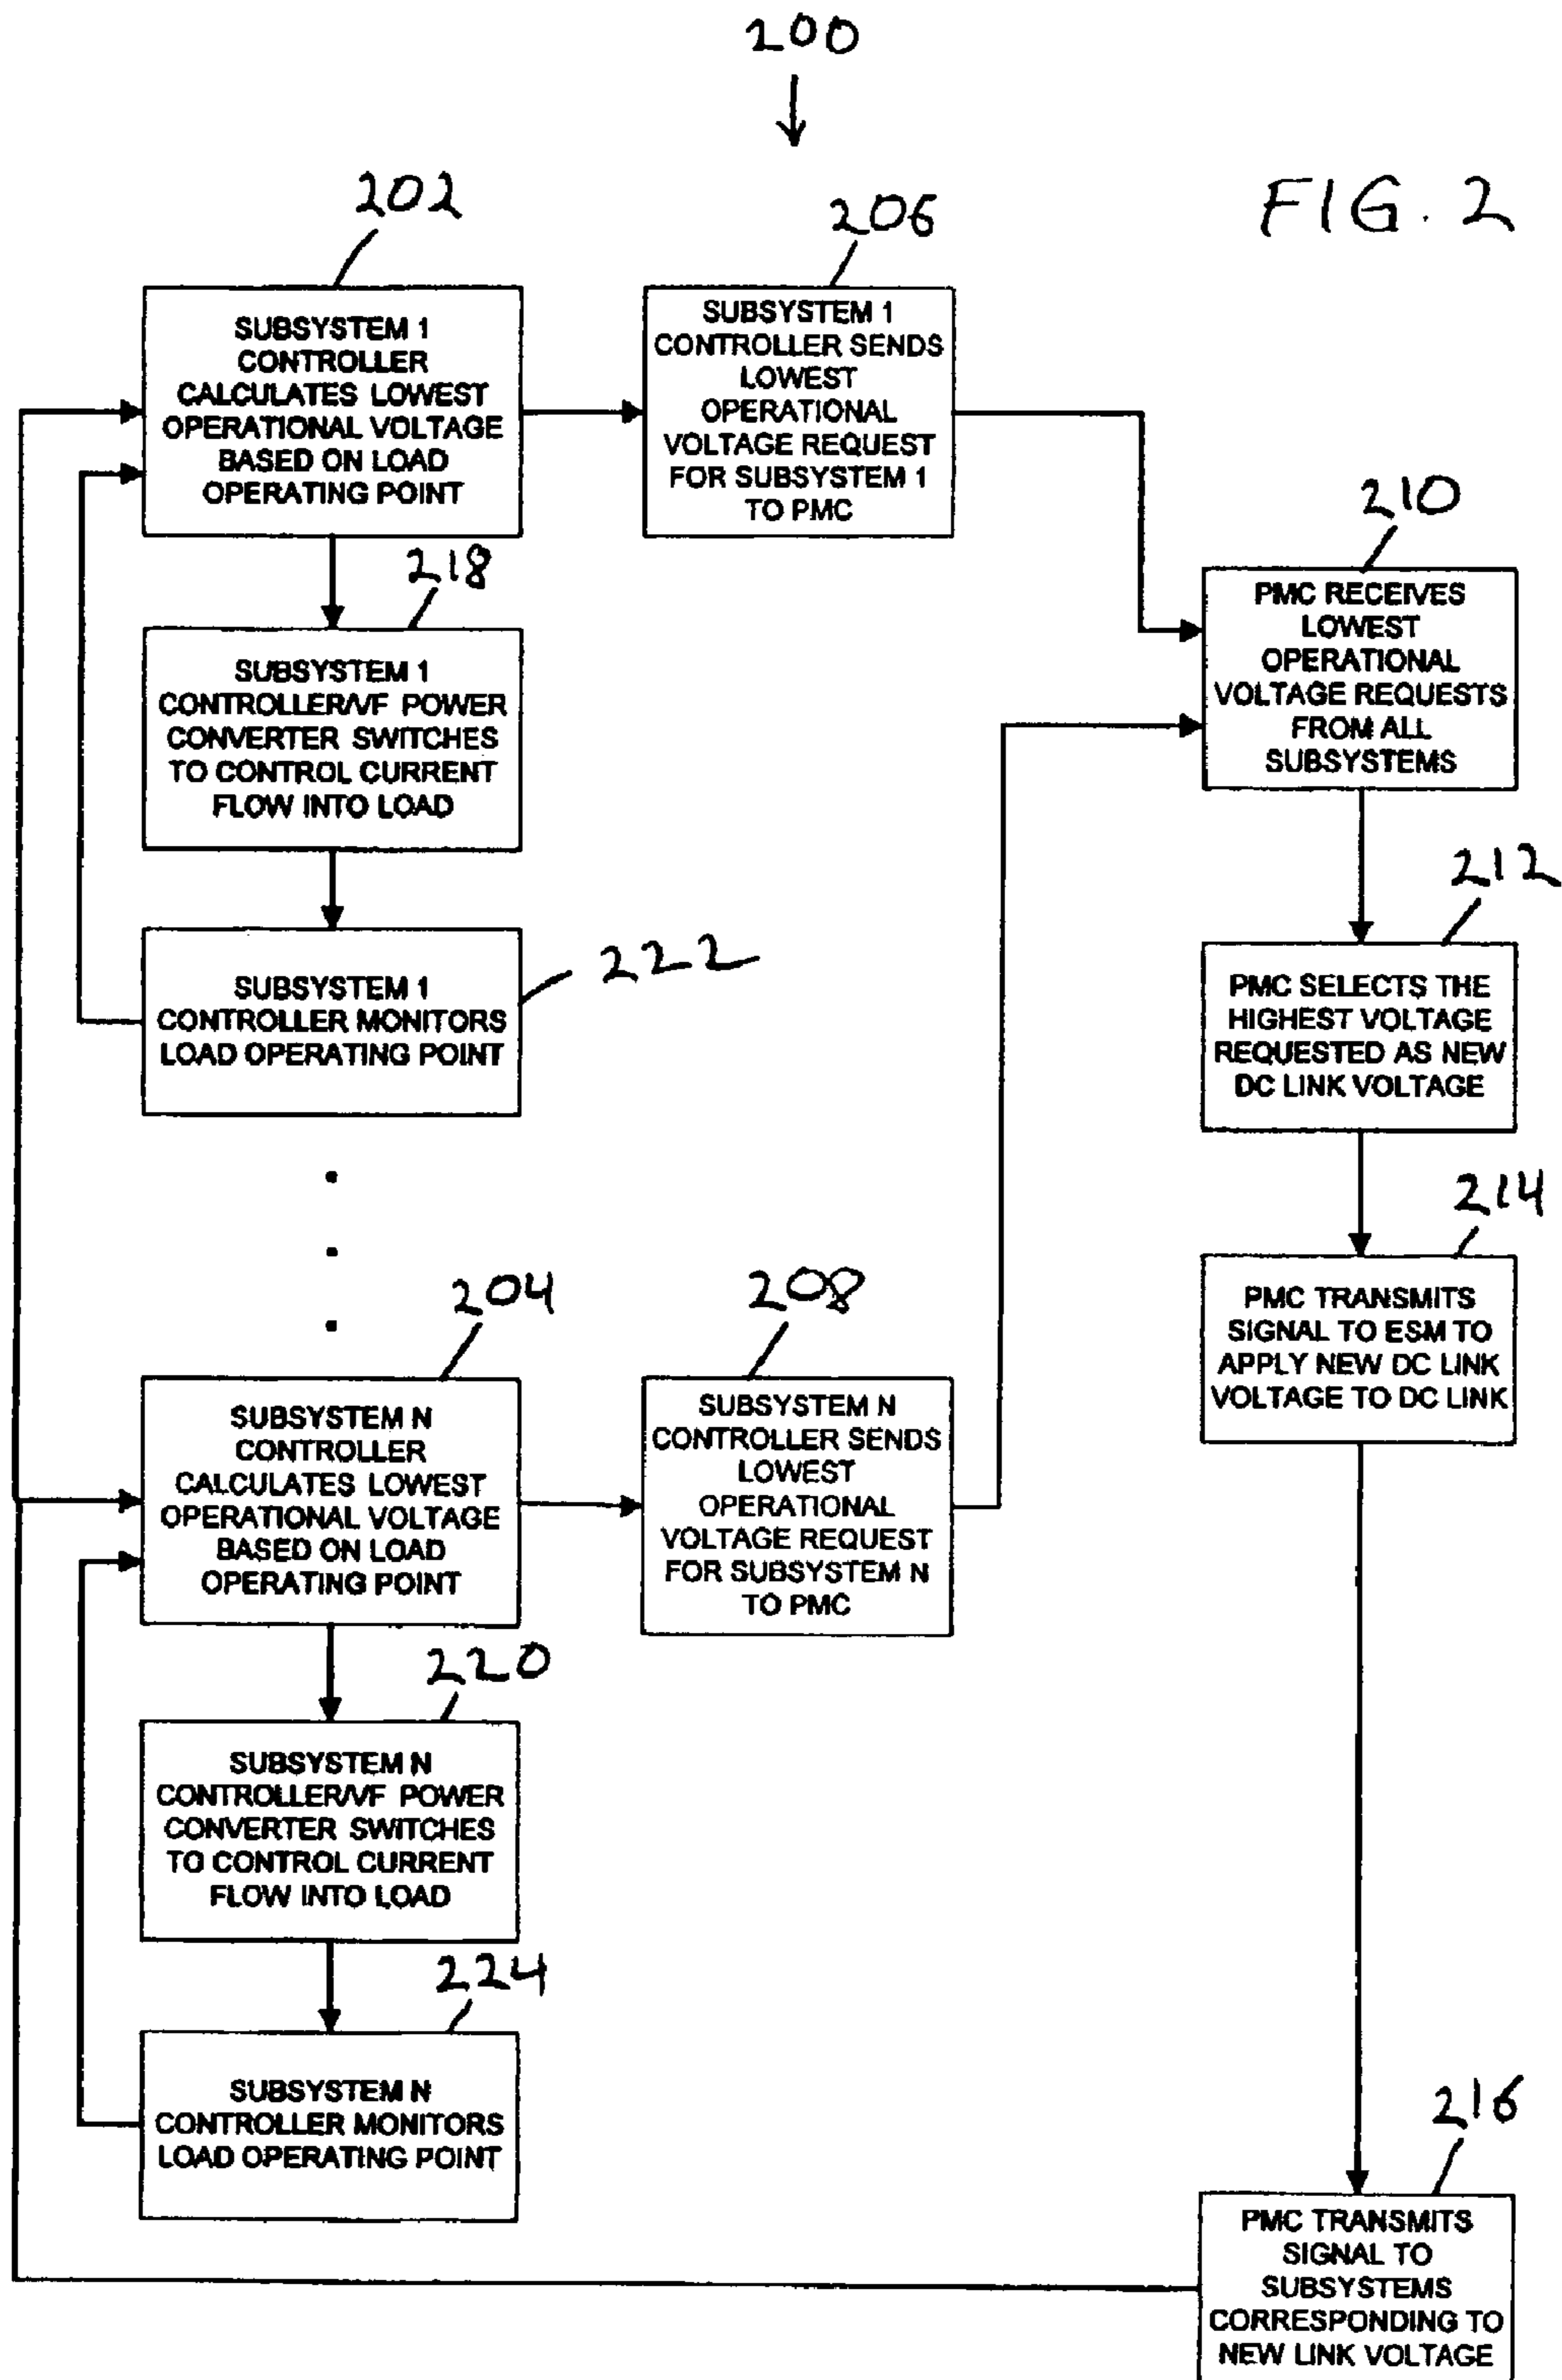 200
FIG. 2
202
SUBSYSTEM 1
CONTROLLER
CALCULATES LOWEST
OPERATIONAL VOLTAGE
BASED ON LOAD
OPERATING POINT
206
SUBSYSTEM 1
CONTROLLER SENDS
LOWEST
OPERATIONAL
VOLTAGE REQUEST
FOR SUBSYSTEM 1
TO PMC
218
SUBSYSTEM 1
CONTROLLER/VF POWER
CONVERTER SWITCHES
TO CONTROL CURRENT
FLOW INTO LOAD
222
SUBSYSTEM 1
CONTROLLER MONITORS
LOAD OPERATING POINT
210
PMC RECEIVES
LOWEST
OPERATIONAL
VOLTAGE REQUESTS
FROM ALL
SUBSYSTEMS
212
PMC SELECTS THE
HIGHEST VOLTAGE
REQUESTED AS NEW
DC LINK VOLTAGE
214
PMC TRANSMITS
SIGNAL TO ESM TO
APPLY NEW DC LINK
VOLTAGE TO DC LINK
204
SUBSYSTEM N
CONTROLLER
CALCULATES LOWEST
OPERATIONAL VOLTAGE
BASED ON LOAD
OPERATING POINT
208
SUBSYSTEM N
CONTROLLER SENDS
LOWEST
OPERATIONAL
VOLTAGE REQUEST
FOR SUBSYSTEM N
TO PMC
220
SUBSYSTEM N
CONTROLLER/VF POWER
CONVERTER SWITCHES
TO CONTROL CURRENT
FLOW INTO LOAD
224
SUBSYSTEM N
CONTROLLER MONITORS
LOAD OPERATING POINT
216
PMC TRANSMITS
SIGNAL TO
SUBSYSTEMS
CORRESPONDING TO
NEW LINK VOLTAGE